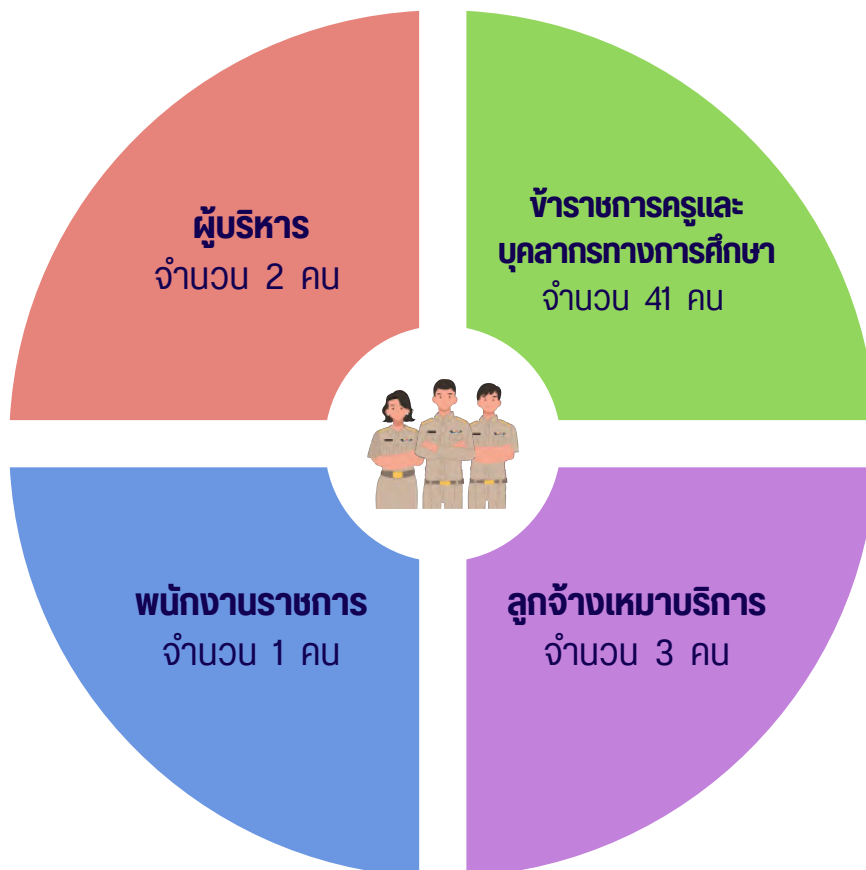 ผู้บริหาร
จำนวน 2 คน
ข้าราชการครูและ
บุคลากรทางการศึกษา
จำนวน 41 คน
พนักงานราชการ
จำนวน 1 คน
ลูกจ้างเหมาบริการ
จำนวน 3 คน